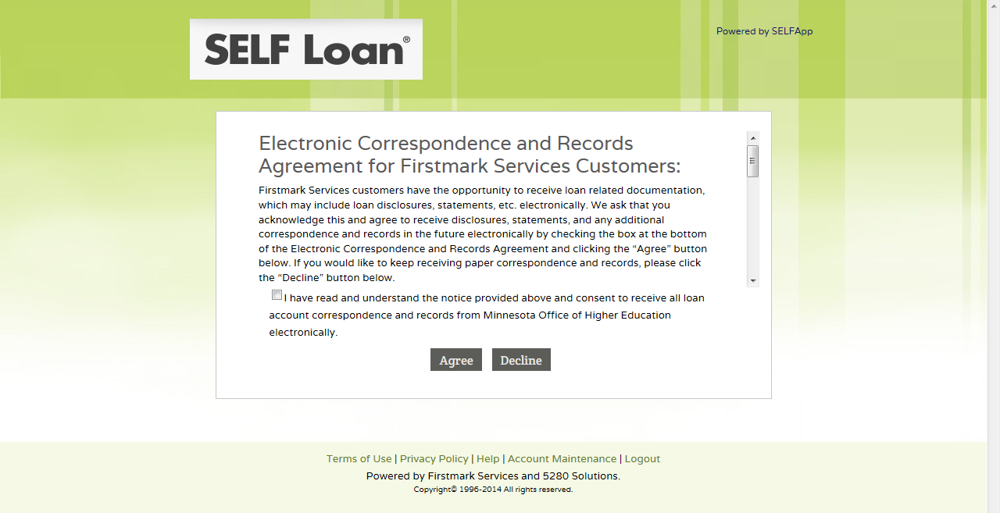 SELF Loan®
Powered by SELFApp
Electronic Correspondence and Records
Agreement for Firstmark Services Customers:
Firstmark Services customers have the opportunity to receive loan related documentation,
which may include loan disclosures, statements, etc. electronically. We ask that you
acknowledge this and agree to receive disclosures, statements, and any additional
correspondence and records in the future electronically by checking the box at the bottom
of the Electronic Correspondence and Records Agreement and clicking the “Agree” button
below. If you would like to keep receiving paper correspondence and records, please click
the “Decline” button below.
I have read and understand the notice provided above and consent to receive all loan
account correspondence and records from Minnesota Office of Higher Education
electronically.
Agree Decline
Terms of Use | Privacy Policy | Help | Account Maintenance | Logout
Powered by Firstmark Services and 5280 Solutions.
Copyright© 1996-2014 All rights reserved.